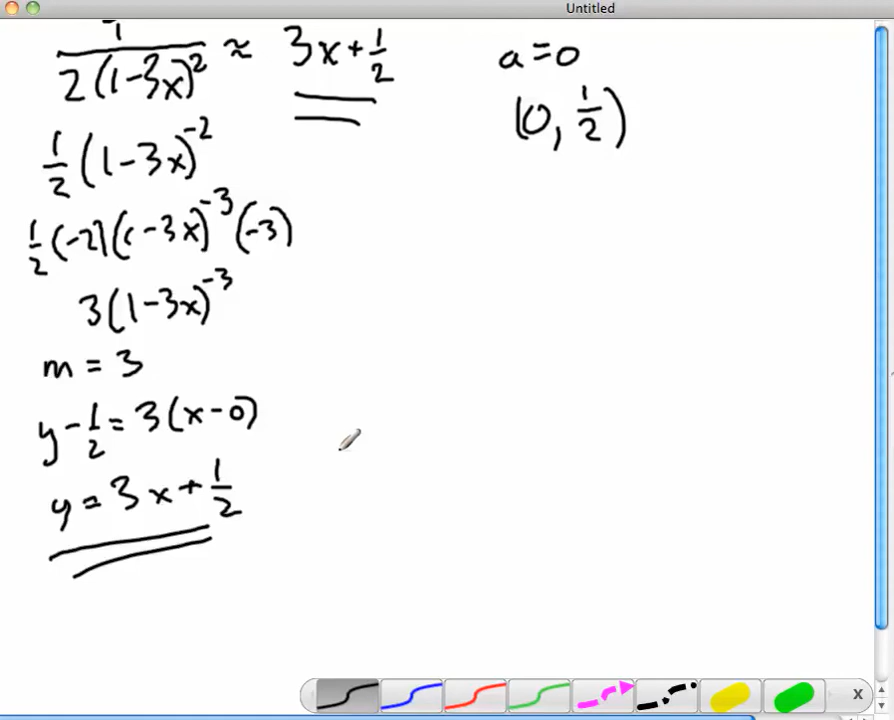 Untitled
1/(2(1-3x)²) ≈ 3x+1/2
a=0
(0, 1/2)
1/2 (1-3x)⁻²
1/2 (-2)(1-3x)⁻³(-3)
3(1-3x)⁻³
m = 3
y-1/2=3(x-0)
y=3x+1/2
x